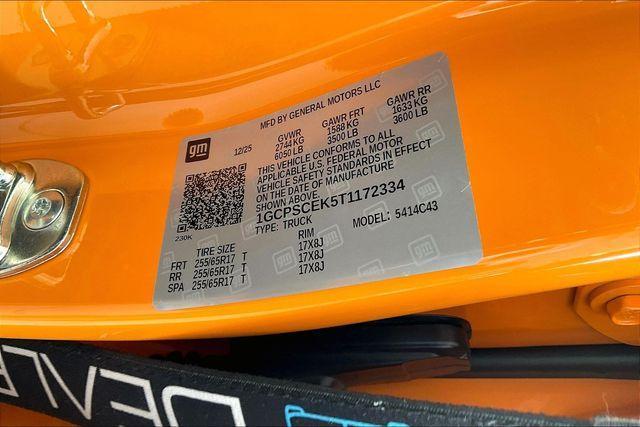 MFD BY GENERAL MOTORS LLC
gm
12/25
GVWR GAWR FRT GAWR RR
2744 KG 1588 KG 1633 KG
6050 LB 3500 LB 3600 LB
THIS VEHICLE CONFORMS TO ALL
APPLICABLE U.S. FEDERAL MOTOR
VEHICLE SAFETY STANDARDS IN EFFECT
ON THE DATE OF MANUFACTURE
SHOWN ABOVE.
1GCPSCEK5T1172334
TYPE: TRUCK MODEL: 5414C43
230K
TIRE SIZE RIM
FRT 255/65R17 T 17X8J
RR 255/65R17 T 17X8J
SPA 255/65R17 T 17X8J